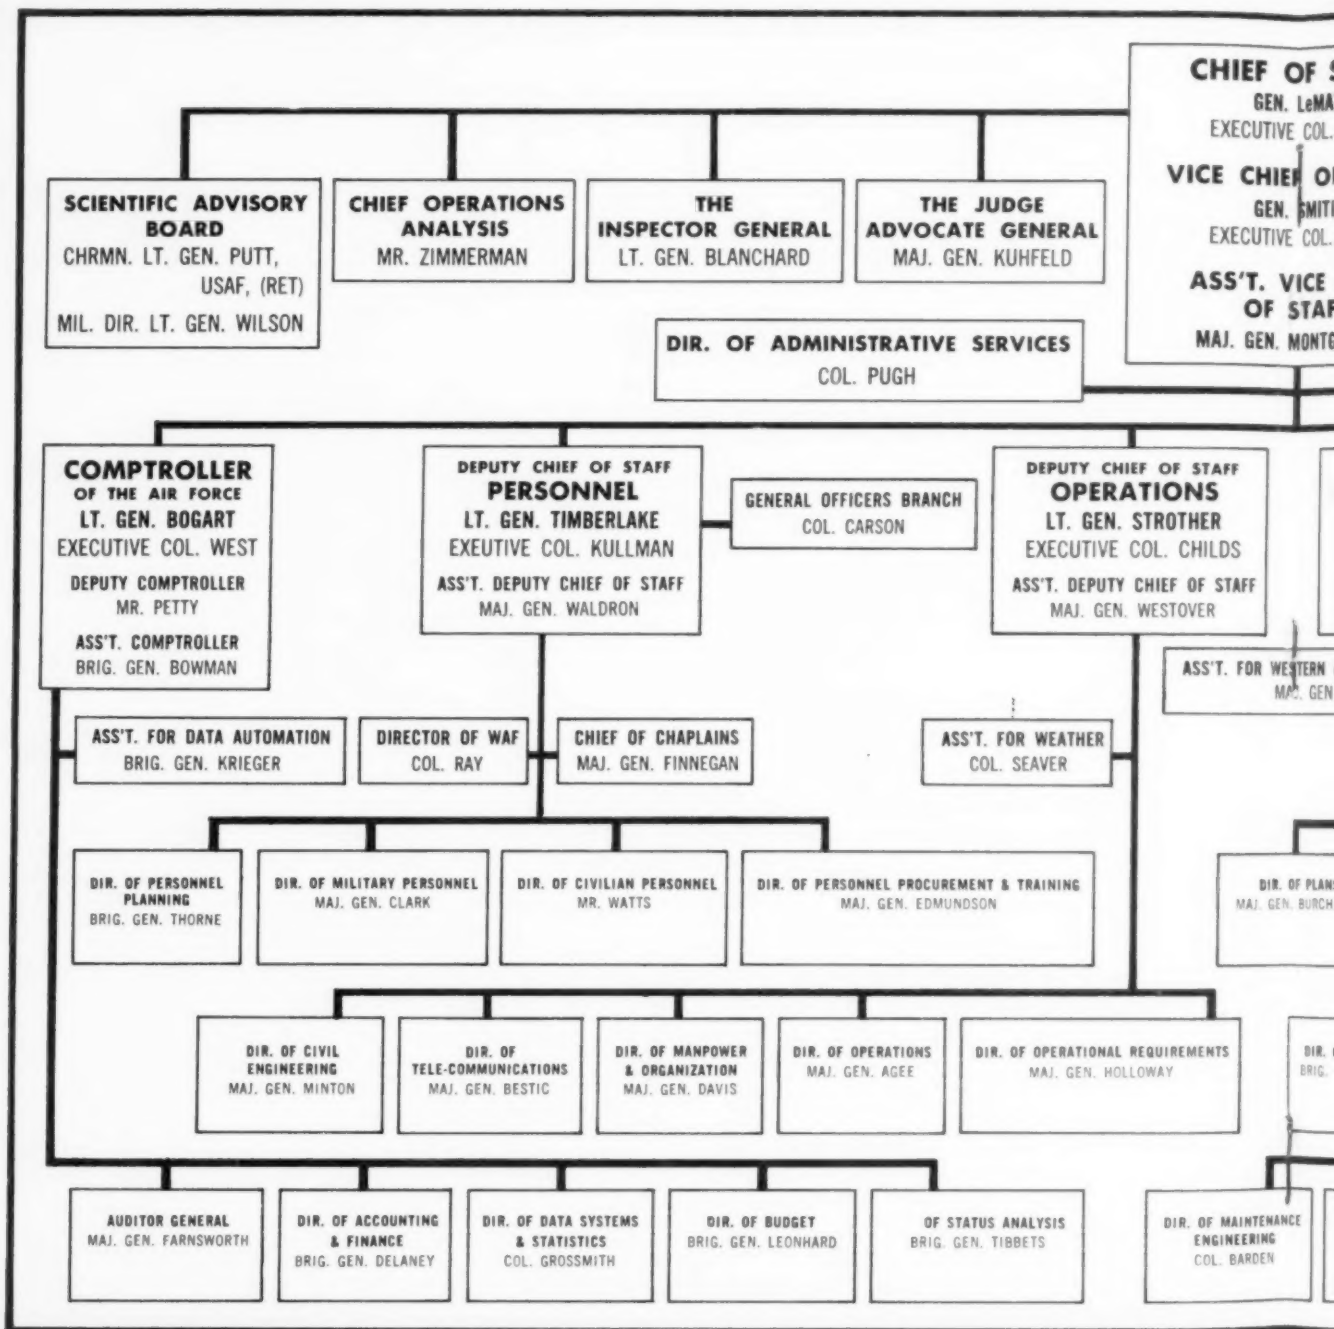 CHIEF OF
GEN. LeMA
EXECUTIVE COL.
VICE CHIEF
GEN. SMITH
EXECUTIVE COL.
ASS'T. VICE
OF STAF
MAJ. GEN. MONTG
SCIENTIFIC ADVISORY
BOARD
CHRMN. LT. GEN. PUTT,
USAF, (RET)
MIL. DIR. LT. GEN. WILSON
CHIEF OPERATIONS
ANALYSIS
MR. ZIMMERMAN
THE
INSPECTOR GENERAL
LT. GEN. BLANCHARD
THE JUDGE
ADVOCATE GENERAL
MAJ. GEN. KUHFELD
DIR. OF ADMINISTRATIVE SERVICES
COL. PUGH
COMPTROLLER
OF THE AIR FORCE
LT. GEN. BOGART
EXECUTIVE COL. WEST
DEPUTY COMPTROLLER
MR. PETTY
ASS'T. COMPTROLLER
BRIG. GEN. BOWMAN
DEPUTY CHIEF OF STAFF
PERSONNEL
LT. GEN. TIMBERLAKE
EXEUTIVE COL. KULLMAN
ASS'T. DEPUTY CHIEF OF STAFF
MAJ. GEN. WALDRON
GENERAL OFFICERS BRANCH
COL. CARSON
DEPUTY CHIEF OF STAFF
OPERATIONS
LT. GEN. STROTHER
EXECUTIVE COL. CHILDS
ASS'T. DEPUTY CHIEF OF STAFF
MAJ. GEN. WESTOVER
ASS'T. FOR WESTERN
MAJ. GEN
ASS'T. FOR DATA AUTOMATION
BRIG. GEN. KRIEGER
DIRECTOR OF WAF
COL. RAY
CHIEF OF CHAPLAINS
MAJ. GEN. FINNEGAN
ASS'T. FOR WEATHER
COL. SEAVER
DIR. OF PERSONNEL
PLANNING
BRIG. GEN. THORNE
DIR. OF MILITARY PERSONNEL
MAJ. GEN. CLARK
DIR. OF CIVILIAN PERSONNEL
MR. WATTS
DIR. OF PERSONNEL PROCUREMENT & TRAINING
MAJ. GEN. EDMUNDSON
DIR. OF PLANS
MAJ. GEN. BURCH
DIR. OF CIVIL
ENGINEERING
MAJ. GEN. MINTON
DIR. OF
TELE-COMMUNICATIONS
MAJ. GEN. BESTIC
DIR. OF MANPOWER
& ORGANIZATION
MAJ. GEN. DAVIS
DIR. OF OPERATIONS
MAJ. GEN. AGEE
DIR. OF OPERATIONAL REQUIREMENTS
MAJ. GEN. HOLLOWAY
DIR.
BRIG.
AUDITOR GENERAL
MAJ. GEN. FARNSWORTH
DIR. OF ACCOUNTING
& FINANCE
BRIG. GEN. DELANEY
DIR. OF DATA SYSTEMS
& STATISTICS
COL. GROSSMITH
DIR. OF BUDGET
BRIG. GEN. LEONHARD
OF STATUS ANALYSIS
BRIG. GEN. TIBBETS
DIR. OF MAINTENANCE
ENGINEERING
COL. BARDEN